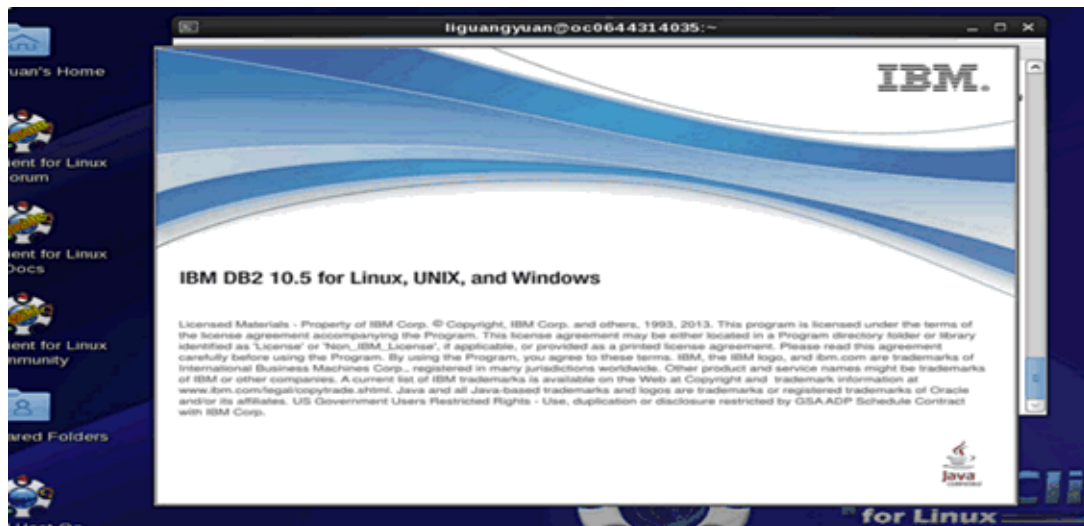 liguangyuan@oc0644314035:~
uan's Home
IBM.
ient for Linux
orum
ient for Linux
Docs
IBM DB2 10.5 for Linux, UNIX, and Windows
Licensed Materials - Property of IBM Corp. © Copyright, IBM Corp. and others, 1993, 2013. This program is licensed under the terms of
the license agreement accompanying the Program. This license agreement may be either located in a Program directory folder or library
identified as 'License' or 'Non_IBM_License', if applicable, or provided as a printed license agreement. Please read this agreement
carefully before using the Program. By using the Program, you agree to these terms. IBM, the IBM logo, and ibm.com are trademarks of
International Business Machines Corp., registered in many jurisdictions worldwide. Other product and service names might be trademarks
of IBM or other companies. A current list of IBM trademarks is available on the Web at Copyright and trademark information at
www.ibm.com/legal/copytrade.shtml. Java and all Java-based trademarks and logos are trademarks or registered trademarks of Oracle
and/or its affiliates. US Government Users Restricted Rights - Use, duplication or disclosure restricted by GSA ADP Schedule Contract
with IBM Corp.
ient for Linux
mmunity
ared Folders
Java
COMPATIBLE
for Linux